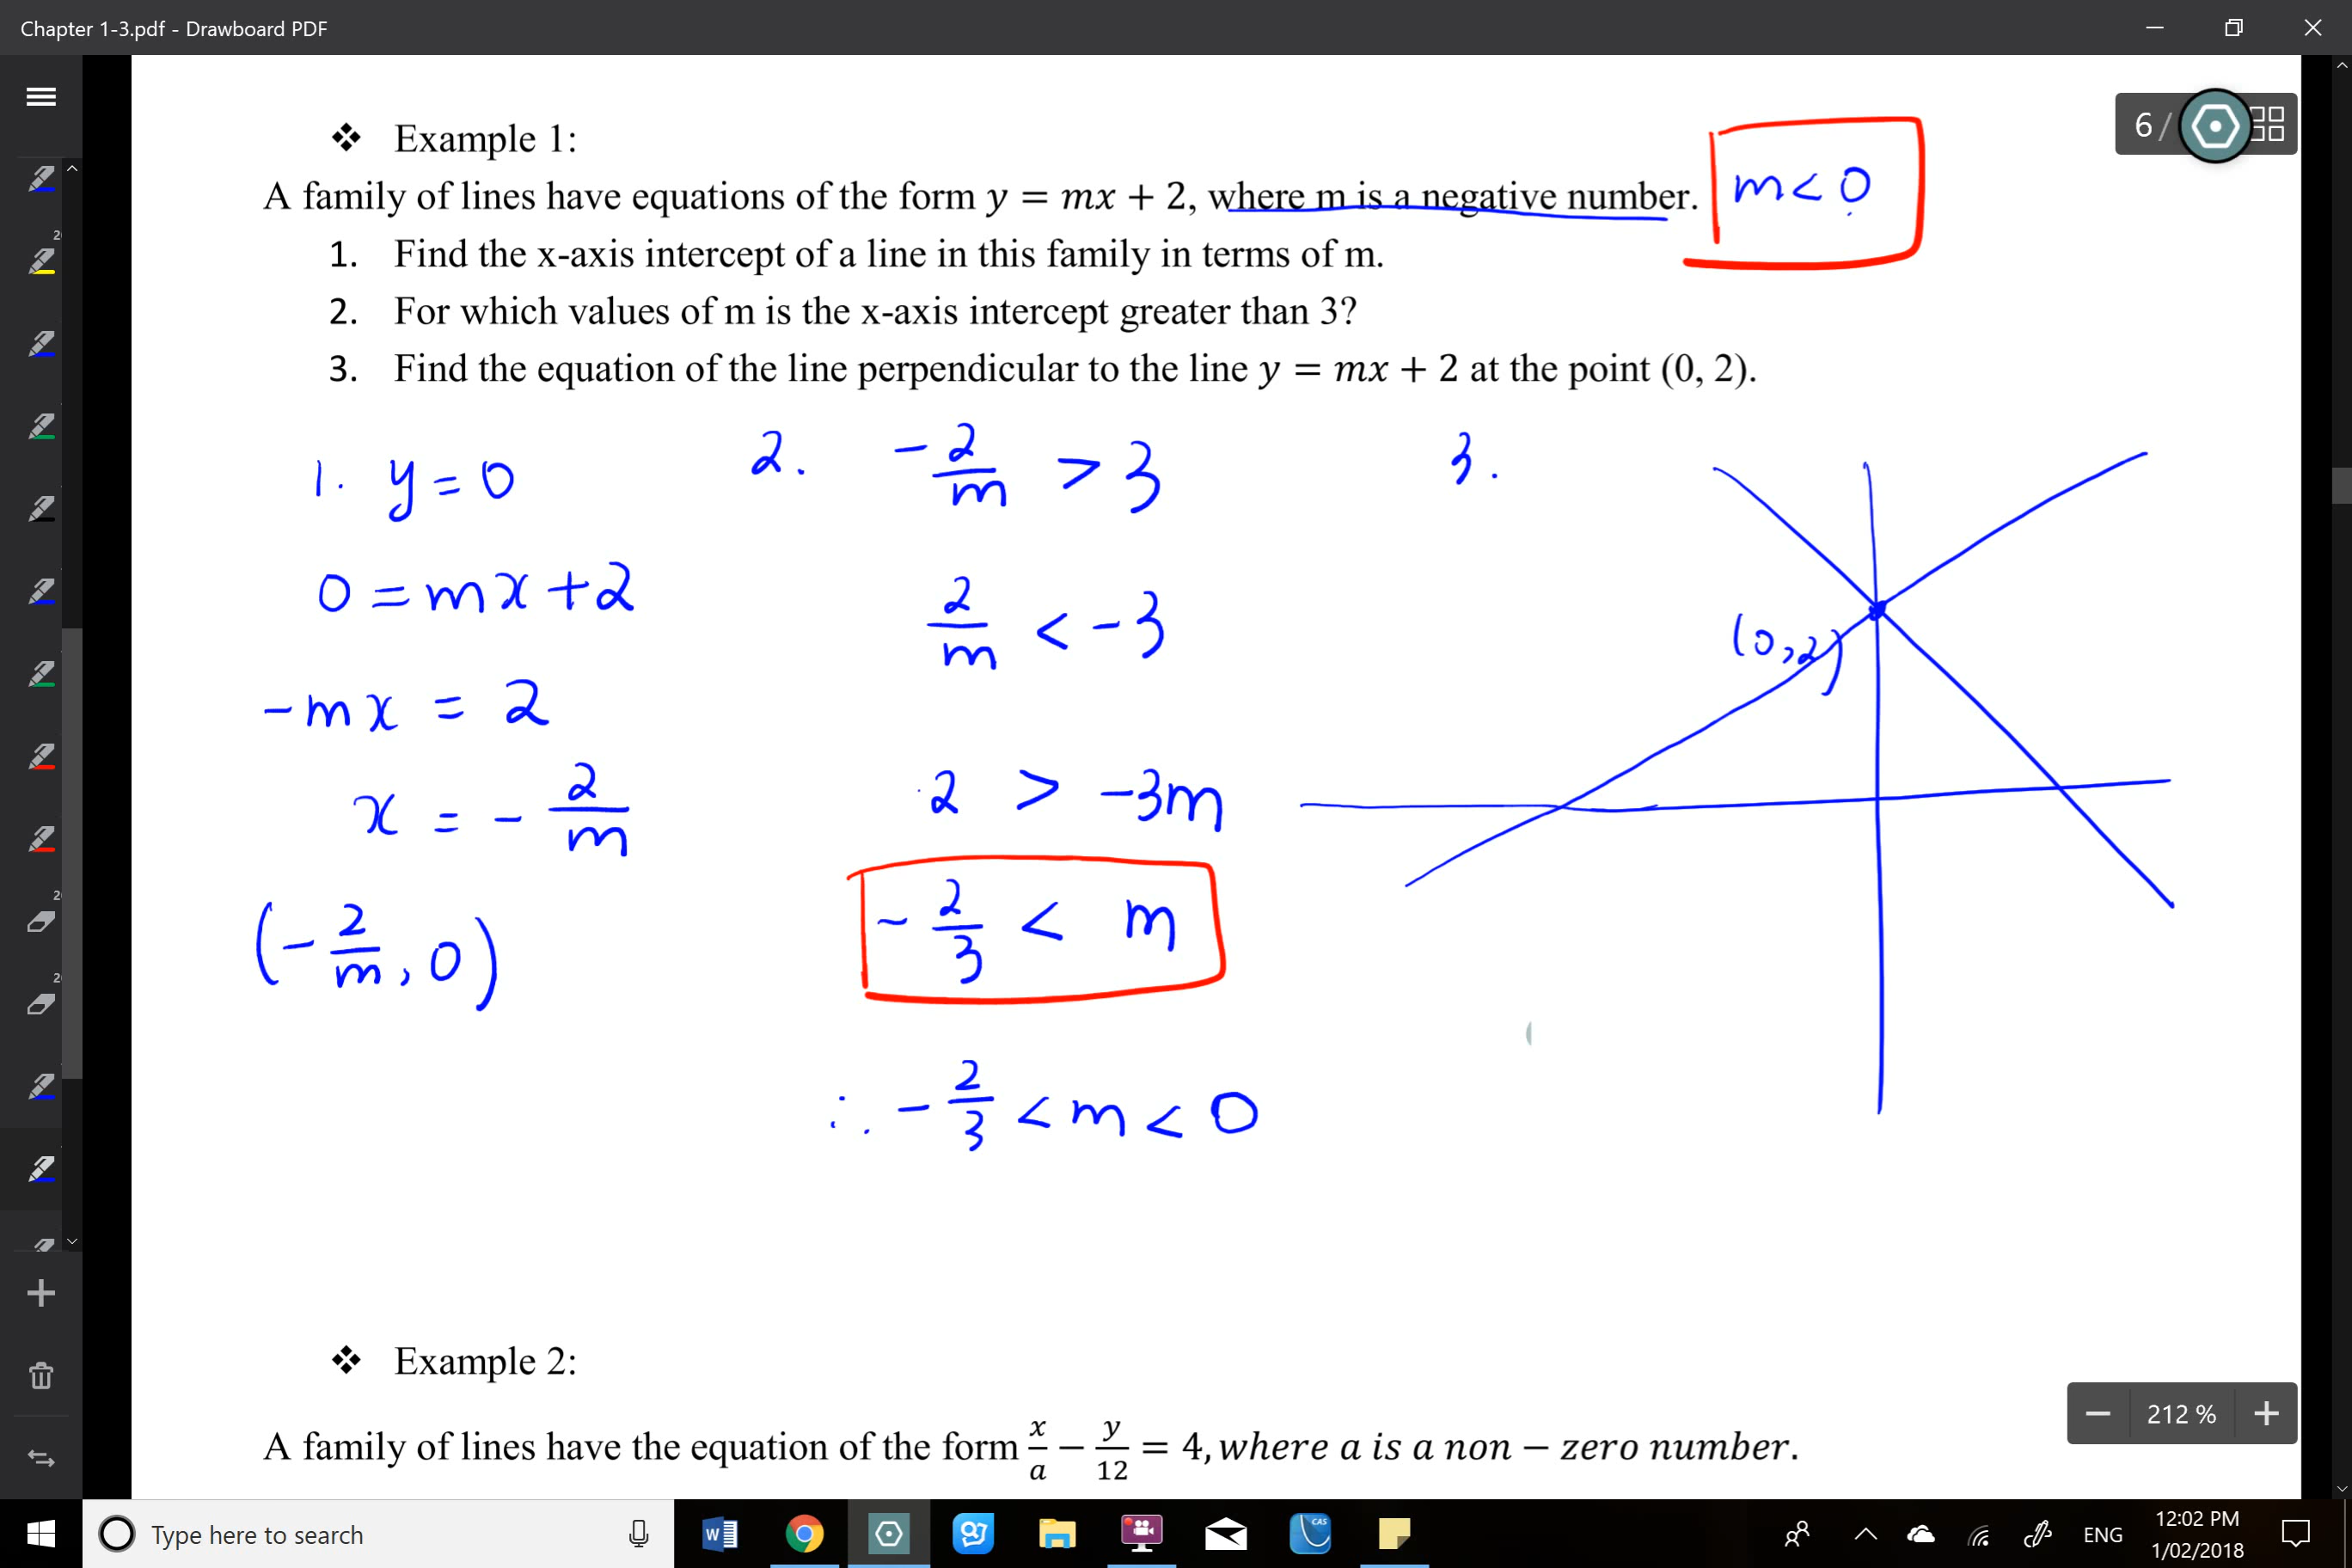 Chapter 1-3.pdf - Drawboard PDF
6 /
❖ Example 1:
A family of lines have equations of the form y = mx + 2, where m is a negative number.
m < 0
1. Find the x-axis intercept of a line in this family in terms of m.
2. For which values of m is the x-axis intercept greater than 3?
3. Find the equation of the line perpendicular to the line y = mx + 2 at the point (0, 2).
1. y = 0
0 = mx + 2
-mx = 2
x = - 2/m
(- 2/m, 0)
2. - 2/m > 3
2/m < -3
2 > -3m
- 2/3 < m
∴ - 2/3 < m < 0
3.
(0,2)
❖ Example 2:
A family of lines have the equation of the form x/a − y/12 = 4, where a is a non − zero number.
212 %
Type here to search
CAS
ENG
12:02 PM
1/02/2018